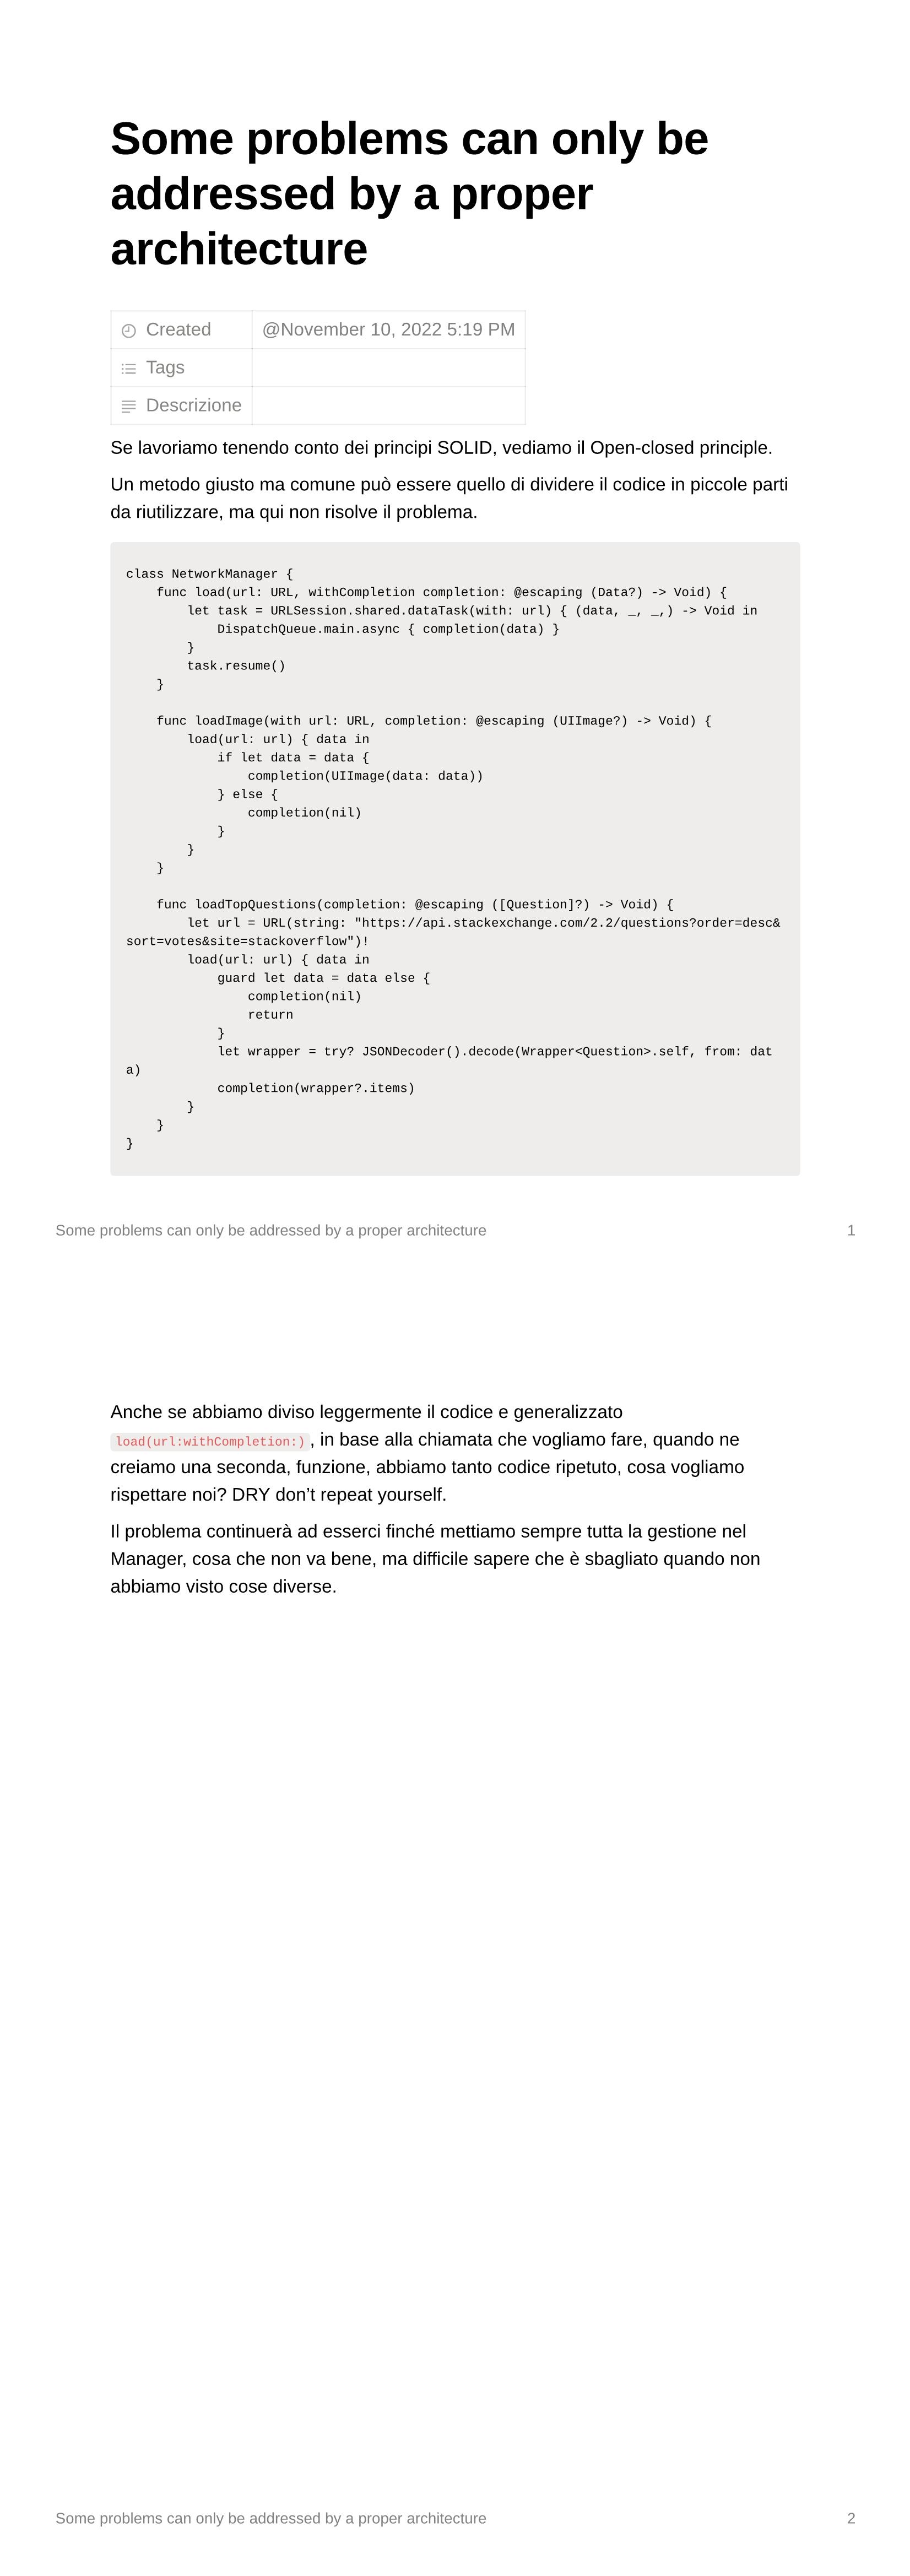 Some problems can only be
addressed by a proper
architecture
Created @November 10, 2022 5:19 PM
Tags
Descrizione
Se lavoriamo tenendo conto dei principi SOLID, vediamo il Open-closed principle.
Un metodo giusto ma comune può essere quello di dividere il codice in piccole parti
da riutilizzare, ma qui non risolve il problema.
class NetworkManager {
    func load(url: URL, withCompletion completion: @escaping (Data?) -> Void) {
        let task = URLSession.shared.dataTask(with: url) { (data, _, _,) -> Void in
            DispatchQueue.main.async { completion(data) }
        }
        task.resume()
    }

    func loadImage(with url: URL, completion: @escaping (UIImage?) -> Void) {
        load(url: url) { data in
            if let data = data {
                completion(UIImage(data: data))
            } else {
                completion(nil)
            }
        }
    }

    func loadTopQuestions(completion: @escaping ([Question]?) -> Void) {
        let url = URL(string: "https://api.stackexchange.com/2.2/questions?order=desc&
sort=votes&site=stackoverflow")!
        load(url: url) { data in
            guard let data = data else {
                completion(nil)
                return
            }
            let wrapper = try? JSONDecoder().decode(Wrapper<Question>.self, from: dat
a)
            completion(wrapper?.items)
        }
    }
}
Some problems can only be addressed by a proper architecture 1
Anche se abbiamo diviso leggermente il codice e generalizzato
load(url:withCompletion:) , in base alla chiamata che vogliamo fare, quando ne
creiamo una seconda, funzione, abbiamo tanto codice ripetuto, cosa vogliamo
rispettare noi? DRY don’t repeat yourself.
Il problema continuerà ad esserci finché mettiamo sempre tutta la gestione nel
Manager, cosa che non va bene, ma difficile sapere che è sbagliato quando non
abbiamo visto cose diverse.
Some problems can only be addressed by a proper architecture 2